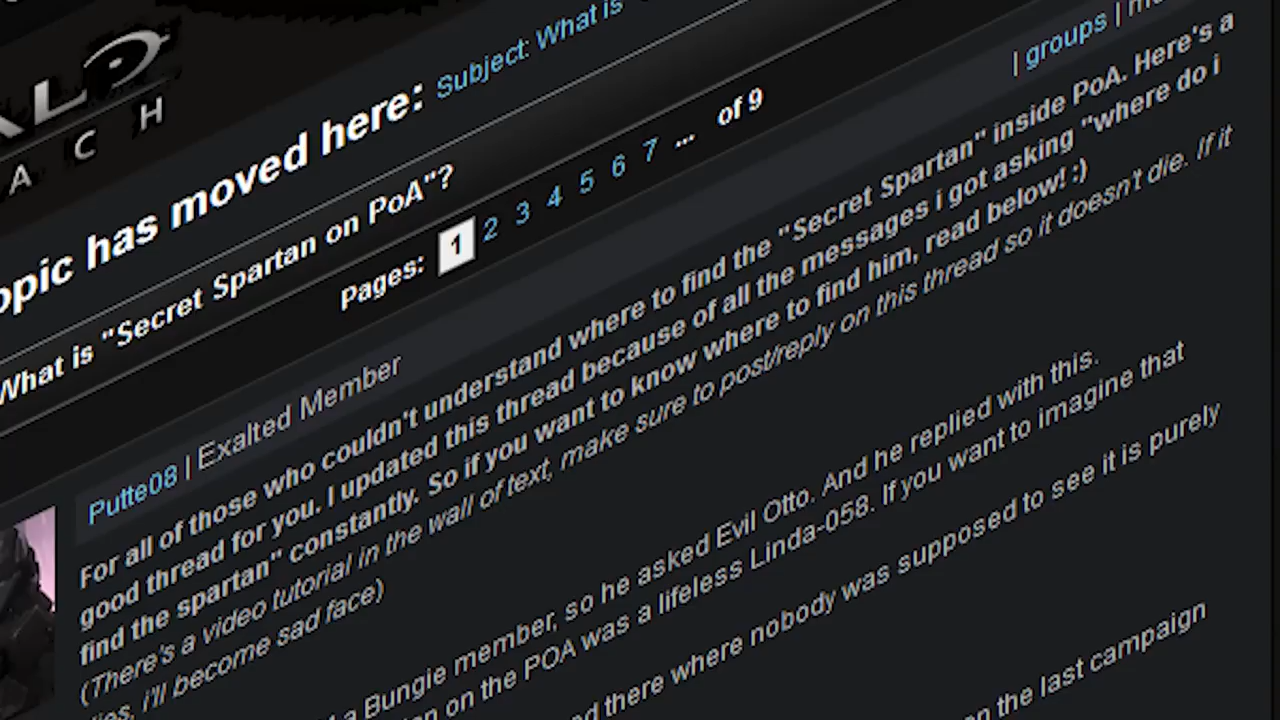 ACH
opic has moved here: Subject: What is
What is "Secret Spartan on PoA"?
Pages: 1 2 3 4 5 6 7 ... of 9
| groups |
Putte08 | Exalted Member
For all of those who couldn't understand where to find the "Secret Spartan" inside PoA. Here's a
good thread for you. I updated this thread because of all the messages i got asking "where do i
find the spartan" constantly. So if you want to know where to find him, read below! :)
(There's a video tutorial in the wall of text, make sure to post/reply on this thread so it doesn't die. If it
dies, i'll become sad face)
a Bungie member, so he asked Evil Otto. And he replied with this.
on the POA was a lifeless Linda-058. If you want to imagine that
there where nobody was supposed to see it is purely
on the last campaign